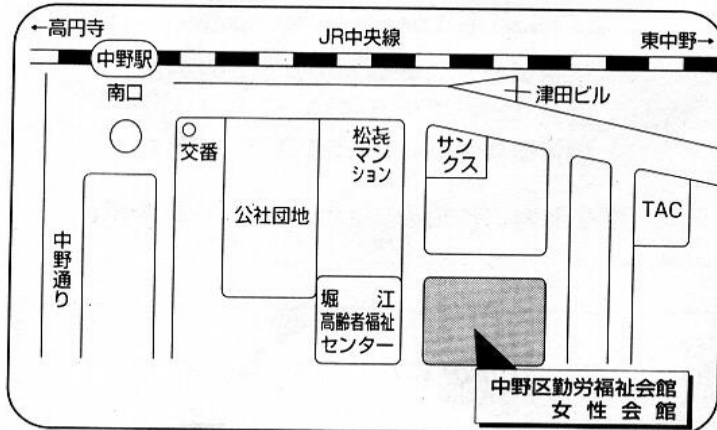 ←高円寺
JR中央線
東中野→
中野駅
南口
津田ビル
交番
松㐂
マン
ション
サン
クス
公社団地
TAC
中野通り
堀江
高齢者福祉
センター
中野区勤労福祉会館
女性会館